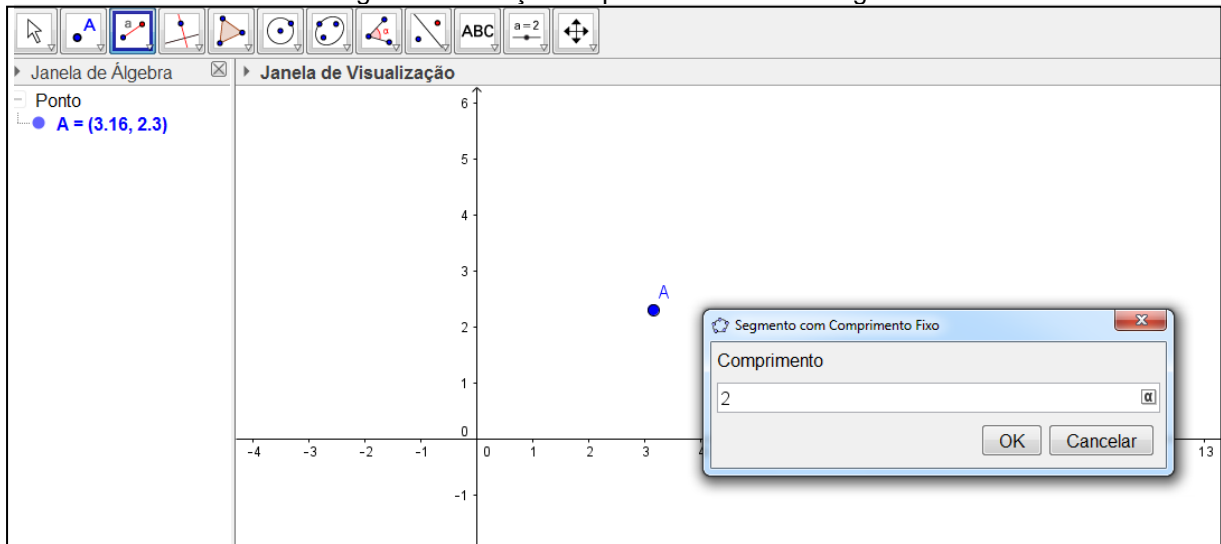 A
a
α
ABC
a = 2
Janela de Álgebra
Janela de Visualização
Ponto
A = (3.16, 2.3)
6
5
4
3
2
1
0
-1
-4 -3 -2 -1 0 1 2 3 13
A
Segmento com Comprimento Fixo
Comprimento
2
α
OK Cancelar